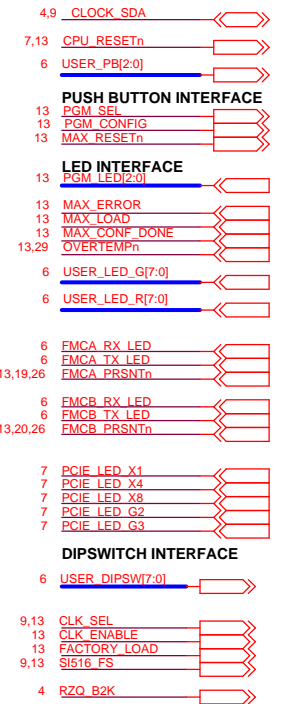 4,9 CLOCK_SDA
7,13 CPU_RESETn
6 USER_PB[2:0]
PUSH BUTTON INTERFACE
13 PGM_SEL
13 PGM_CONFIG
13 MAX_RESETn
LED INTERFACE
13 PGM_LED[2:0]
13 MAX_ERROR
13 MAX_LOAD
13 MAX_CONF_DONE
13,29 OVERTEMPn
6 USER_LED_G[7:0]
6 USER_LED_R[7:0]
6 FMCA_RX_LED
6 FMCA_TX_LED
13,19,26 FMCA_PRSNTn
6 FMCB_RX_LED
6 FMCB_TX_LED
13,20,26 FMCB_PRSNTn
7 PCIE_LED_X1
7 PCIE_LED_X4
7 PCIE_LED_X8
7 PCIE_LED_G2
7 PCIE_LED_G3
DIPSWITCH INTERFACE
6 USER_DIPSW[7:0]
9,13 CLK_SEL
13 CLK_ENABLE
13 FACTORY_LOAD
9,13 SI516_FS
4 RZQ_B2K